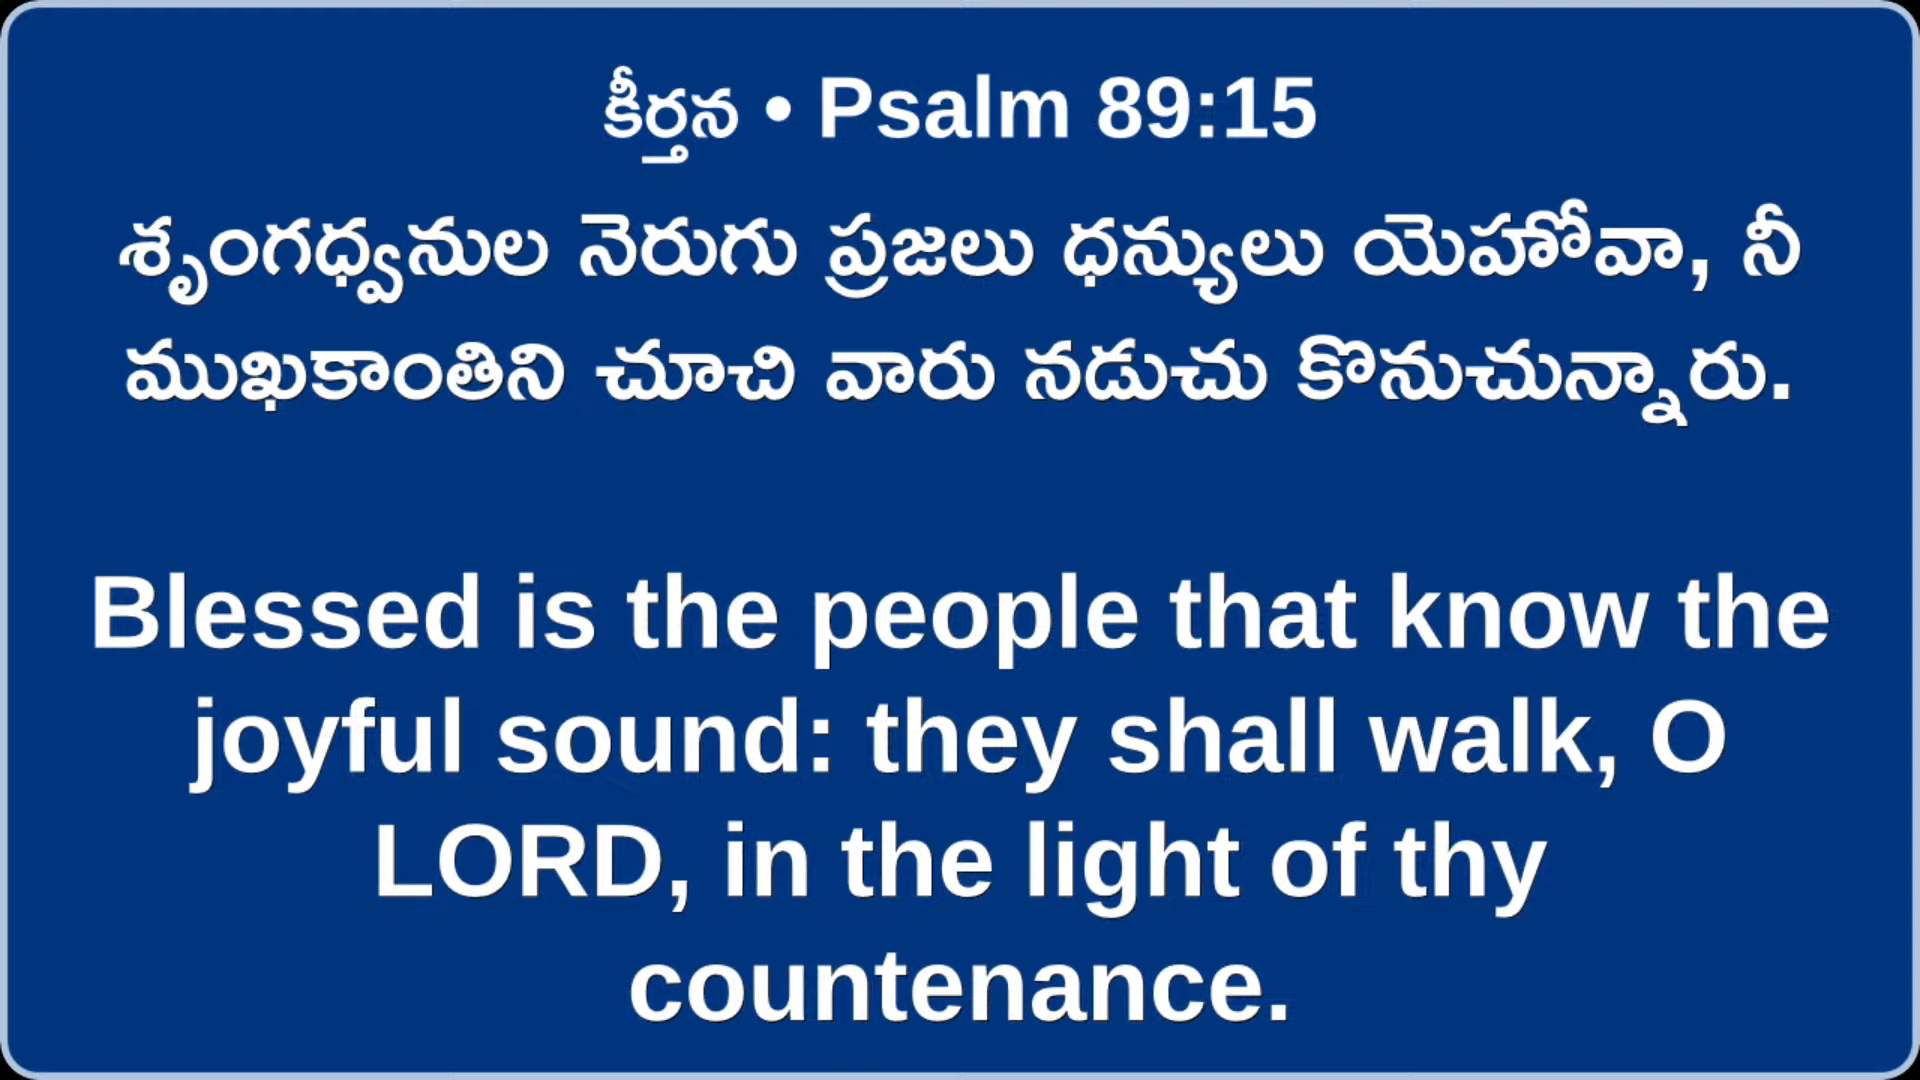 కీర్తన • Psalm 89:15
శృంగధ్వనుల నెరుగు ప్రజలు ధన్యులు యెహోవా, నీ
ముఖకాంతిని చూచి వారు నడుచు కొనుచున్నారు.
Blessed is the people that know the
joyful sound: they shall walk, O
LORD, in the light of thy
countenance.